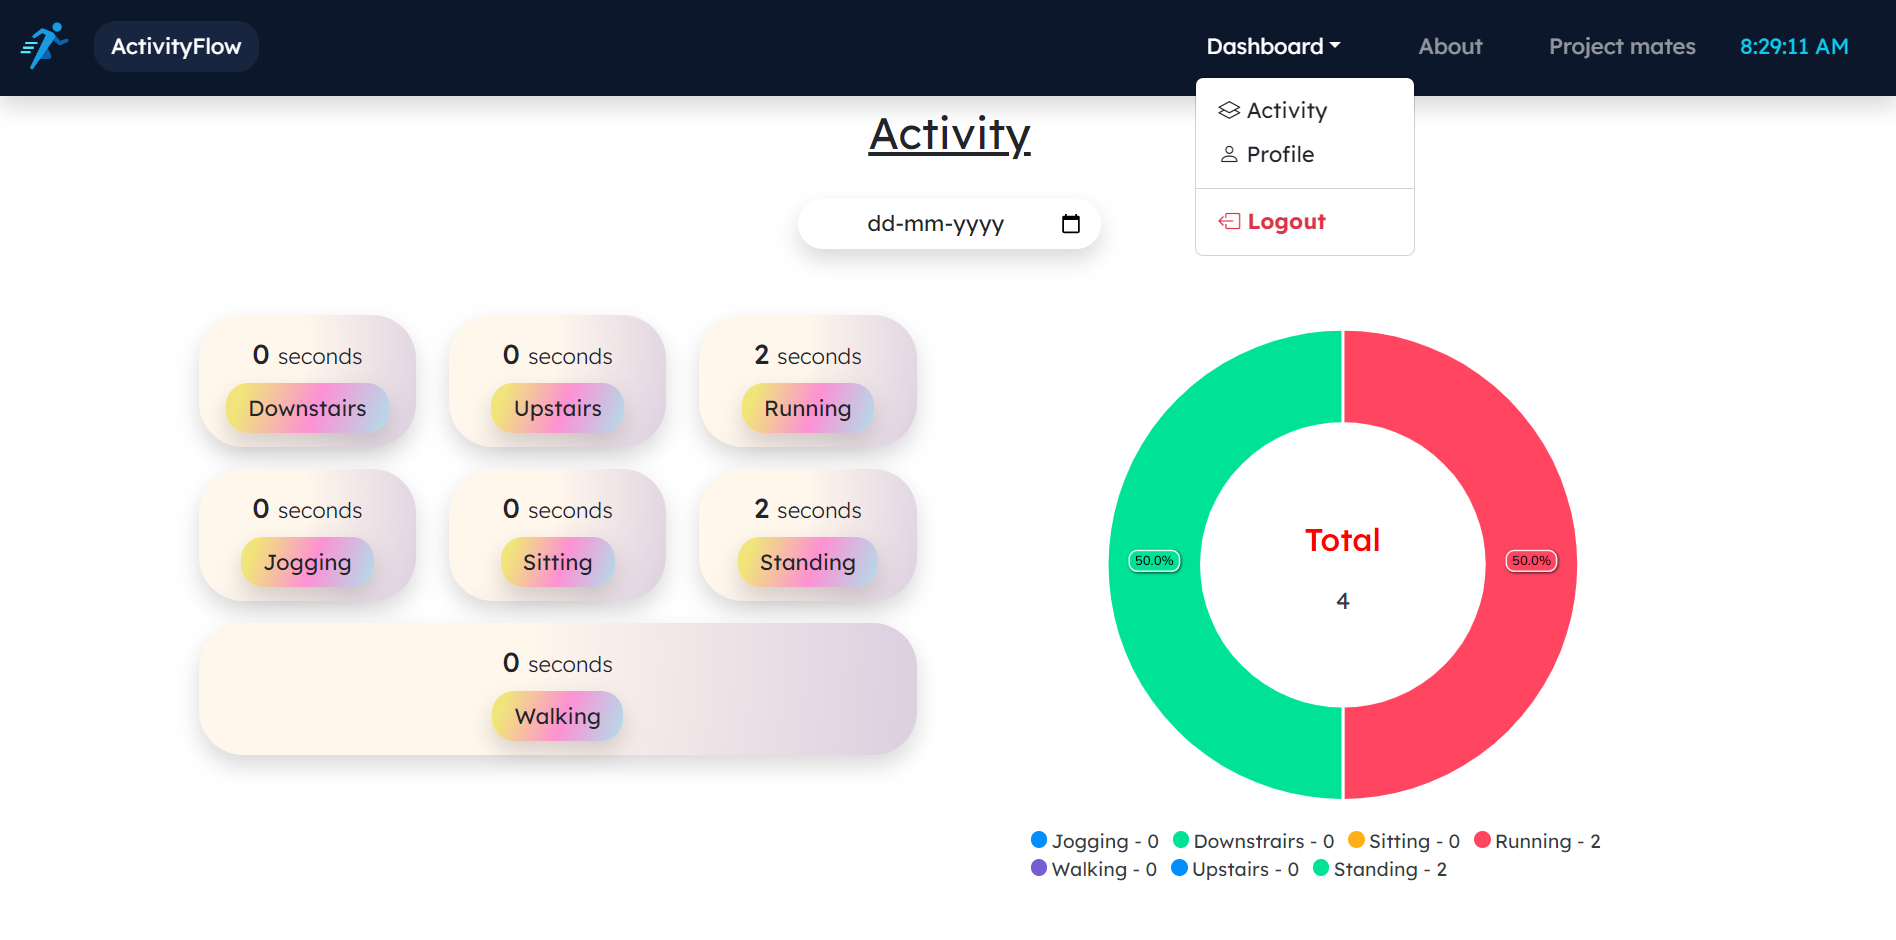 ActivityFlow
Dashboard
About
Project mates
8:29:11 AM
Activity
Profile
Logout
Activity
dd-mm-yyyy
0 seconds
Downstairs
0 seconds
Upstairs
2 seconds
Running
0 seconds
Jogging
0 seconds
Sitting
2 seconds
Standing
0 seconds
Walking
50.0%
50.0%
Total
4
Jogging - 0 Downstrairs - 0 Sitting - 0 Running - 2
Walking - 0 Upstairs - 0 Standing - 2